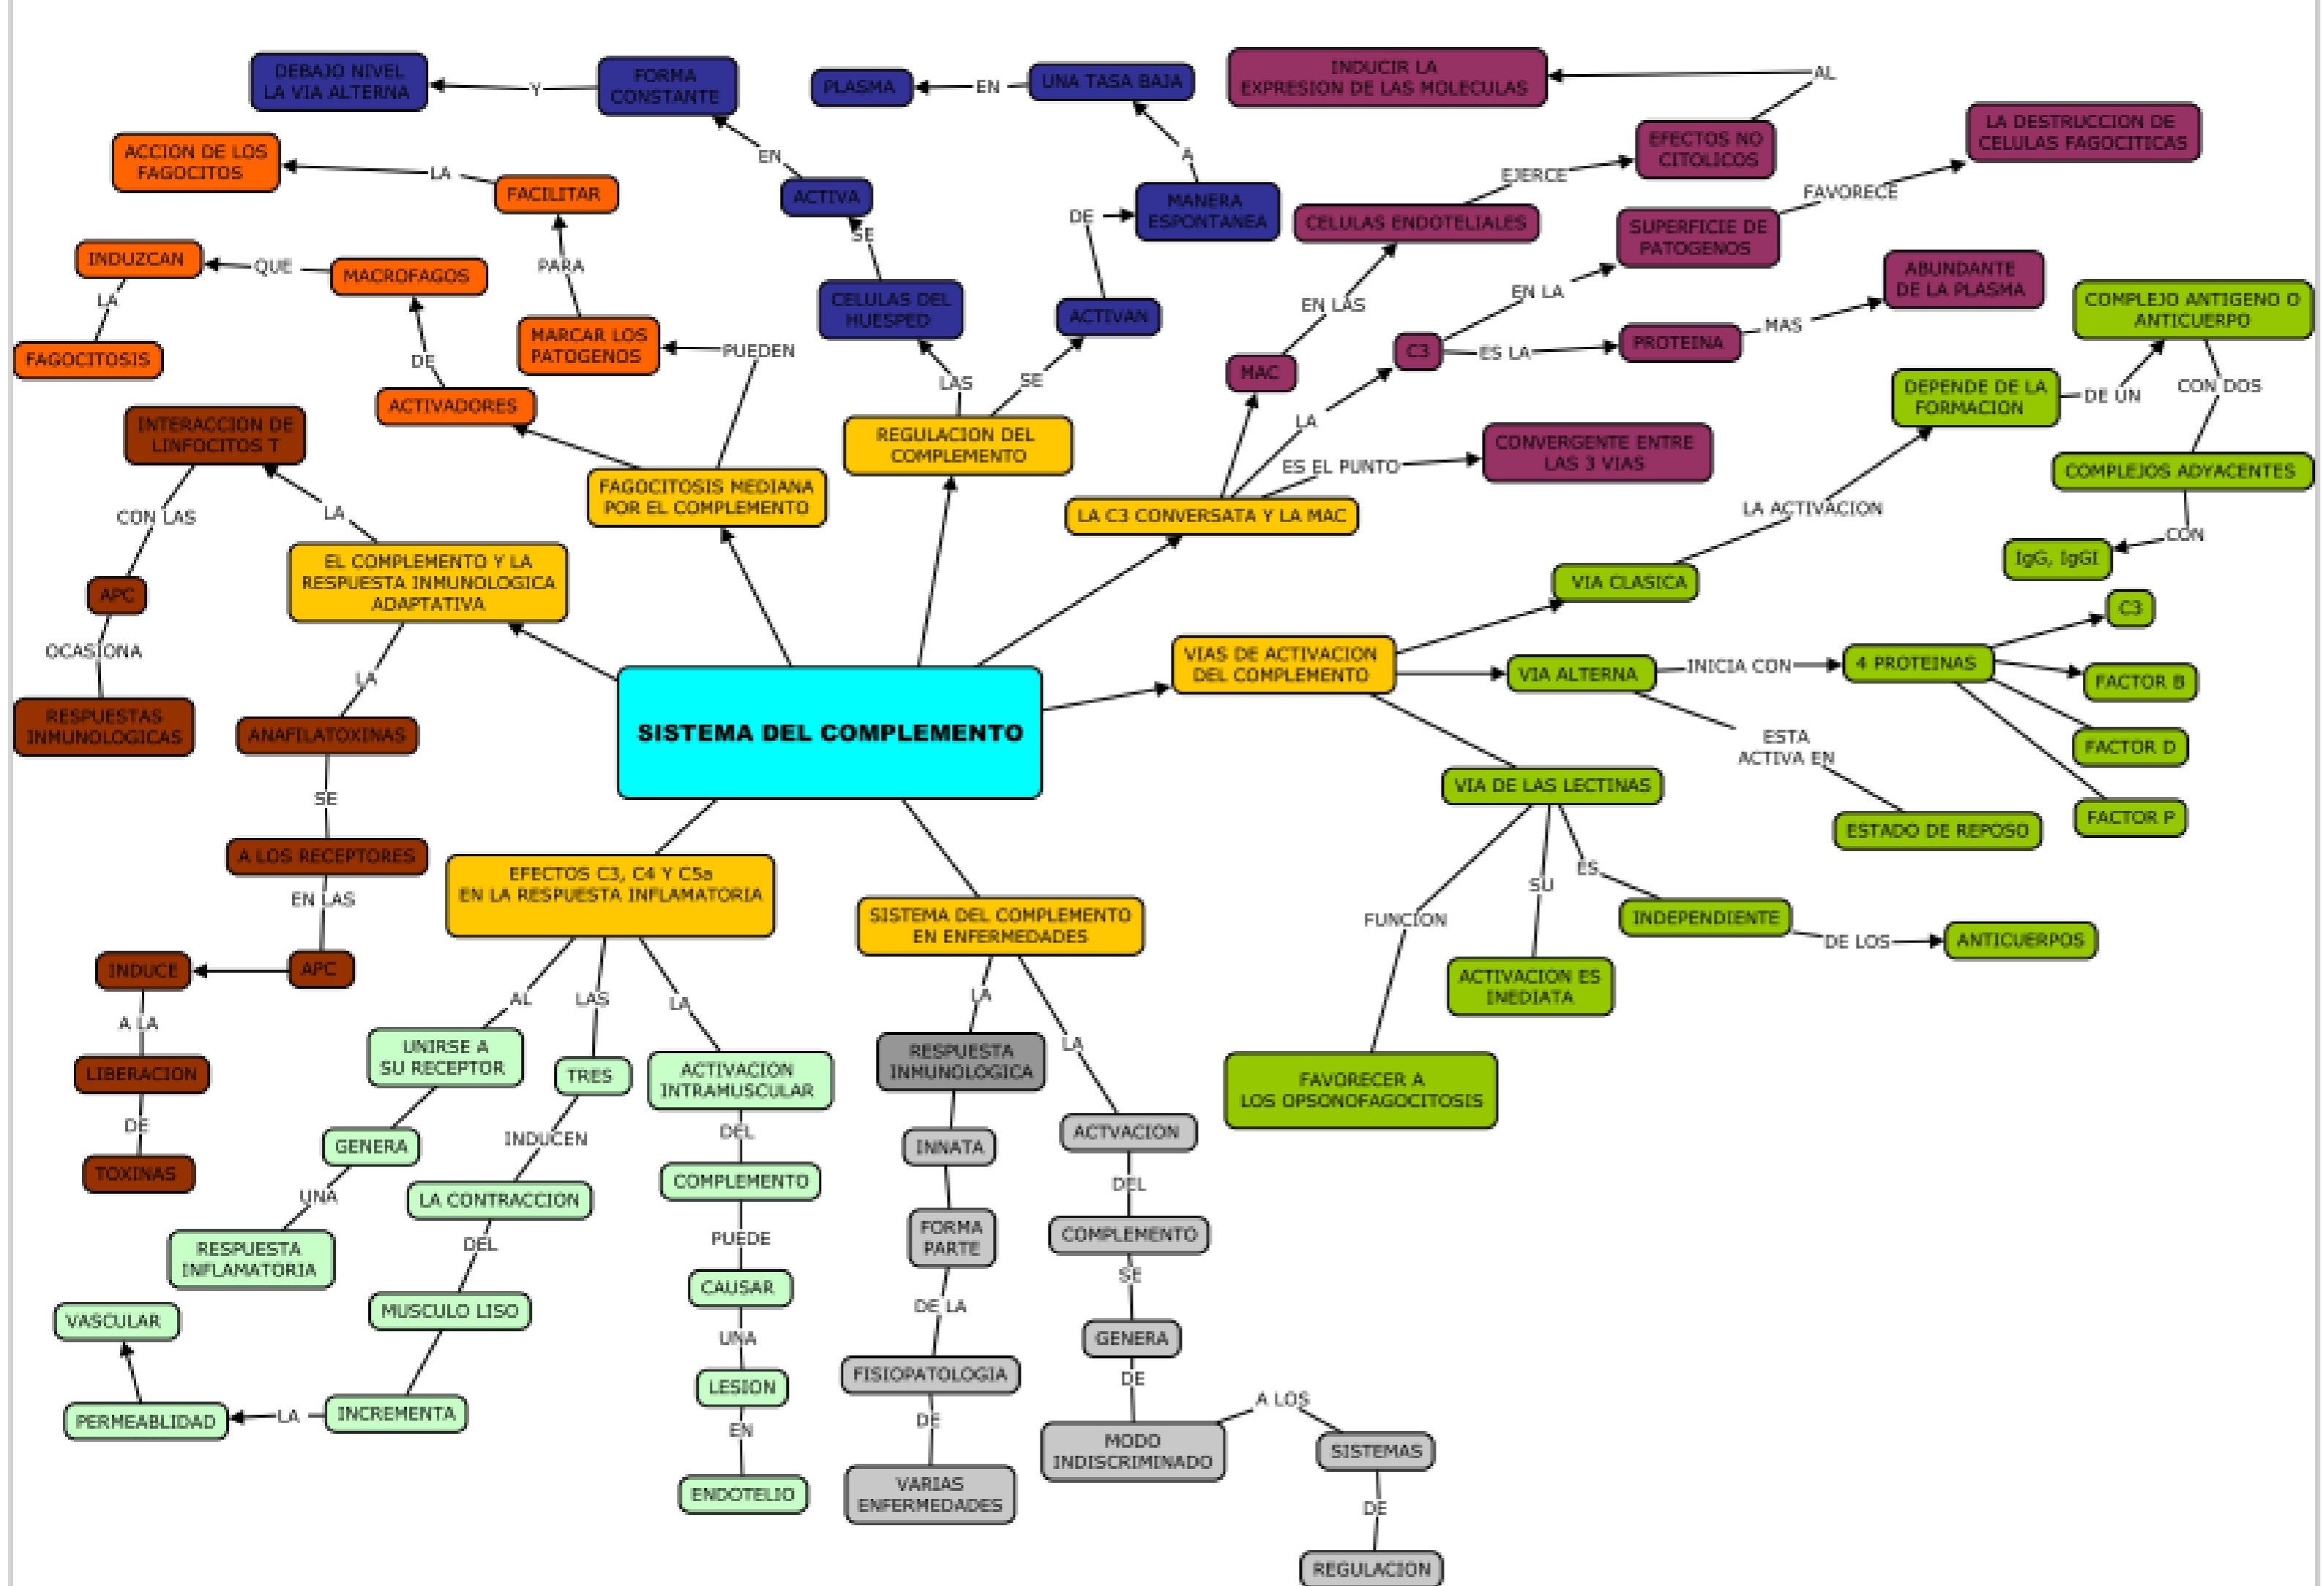 DEBAJO NIVEL
LA VIA ALTERNA
Y
FORMA
CONSTANTE
PLASMA
EN
UNA TASA BAJA
INDUCIR LA
EXPRESION DE LAS MOLECULAS
AL
EFECTOS NO
CITOLICOS
LA DESTRUCCION DE
CELULAS FAGOCITICAS
ACCION DE LOS
FAGOCITOS
LA
FACILITAR
EN
ACTIVA
A
MANERA
ESPONTANEA
DE
EJERCE
CELULAS ENDOTELIALES
FAVORECE
SUPERFICIE DE
PATOGENOS
INDUZCAN
QUE
MACROFAGOS
PARA
SE
CELULAS DEL
HUESPED
ACTIVAN
EN LAS
EN LA
ABUNDANTE
DE LA PLASMA
COMPLEJO ANTIGENO O
ANTICUERPO
LA
FAGOCITOSIS
MARCAR LOS
PATOGENOS
PUEDEN
DE
ACTIVADORES
LAS
SE
MAC
C3
ES LA
PROTEINA
MAS
DEPENDE DE LA
FORMACION
DE UN
CON DOS
INTERACCION DE
LINFOCITOS T
REGULACION DEL
COMPLEMENTO
LA
CONVERGENTE ENTRE
LAS 3 VIAS
ES EL PUNTO
COMPLEJOS ADYACENTES
CON LAS
LA
FAGOCITOSIS MEDIANA
POR EL COMPLEMENTO
LA C3 CONVERSATA Y LA MAC
LA ACTIVACION
CON
IgG, IgGI
EL COMPLEMENTO Y LA
RESPUESTA INMUNOLOGICA
ADAPTATIVA
APC
VIA CLASICA
C3
OCASIONA
LA
VIAS DE ACTIVACION
DEL COMPLEMENTO
VIA ALTERNA
INICIA CON
4 PROTEINAS
FACTOR B
RESPUESTAS
INMUNOLOGICAS
ANAFILATOXINAS
SISTEMA DEL COMPLEMENTO
ESTA
ACTIVA EN
FACTOR D
SE
VIA DE LAS LECTINAS
ESTADO DE REPOSO
FACTOR P
A LOS RECEPTORES
EFECTOS C3, C4 Y C5a
EN LA RESPUESTA INFLAMATORIA
SISTEMA DEL COMPLEMENTO
EN ENFERMEDADES
EN LAS
FUNCION
SU
ES
INDEPENDIENTE
DE LOS
ANTICUERPOS
INDUCE
APC
ACTIVACION ES
INEDIATA
A LA
AL
LAS
LA
LA
LA
UNIRSE A
SU RECEPTOR
TRES
ACTIVACION
INTRAMUSCULAR
RESPUESTA
INMUNOLOGICA
FAVORECER A
LOS OPSONOFAGOCITOSIS
LIBERACION
DE
TOXINAS
GENERA
INDUCEN
DEL
INNATA
ACTVACION
UNA
LA CONTRACCION
COMPLEMENTO
DEL
RESPUESTA
INFLAMATORIA
DEL
PUEDE
FORMA
PARTE
COMPLEMENTO
SE
VASCULAR
MUSCULO LISO
CAUSAR
DE LA
UNA
GENERA
PERMEABLIDAD
LA
INCREMENTA
LESION
FISIOPATOLOGIA
DE
EN
DE
A LOS
MODO
INDISCRIMINADO
SISTEMAS
ENDOTELIO
VARIAS
ENFERMEDADES
DE
REGULACION